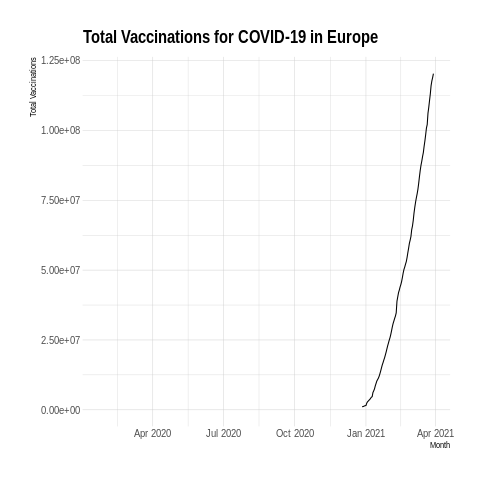 Total Vaccinations for COVID-19 in Europe
Total Vaccinations
1.25e+08
1.00e+08
7.50e+07
5.00e+07
2.50e+07
0.00e+00
Apr 2020 Jul 2020 Oct 2020 Jan 2021 Apr 2021
Month